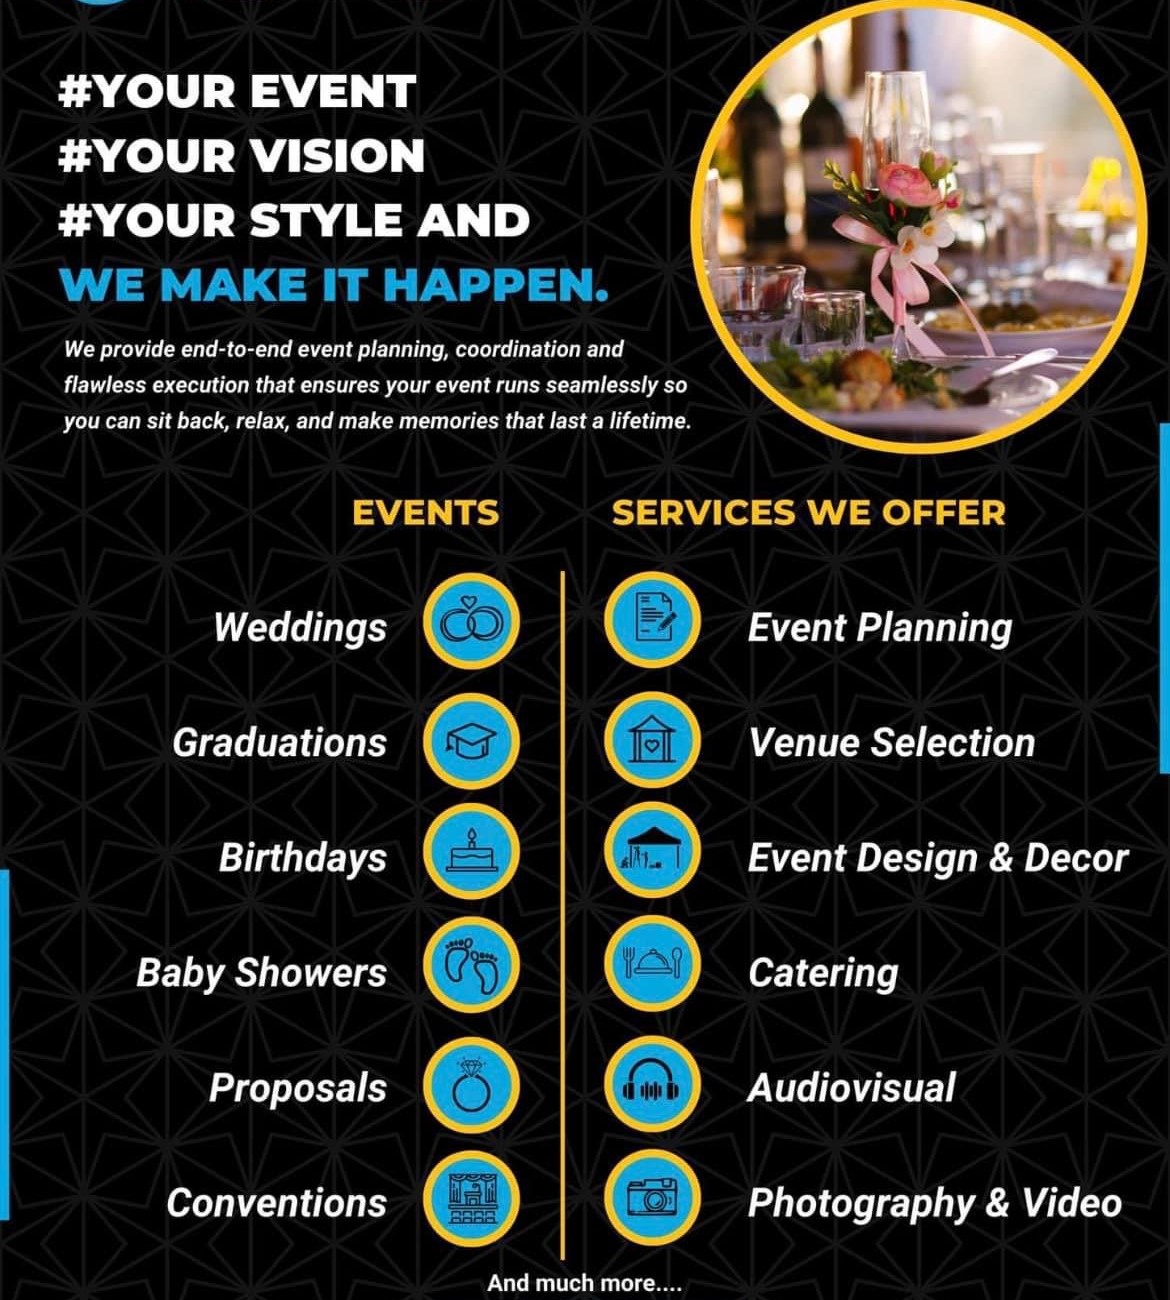 #YOUR EVENT
#YOUR VISION
#YOUR STYLE AND
WE MAKE IT HAPPEN.
We provide end-to-end event planning, coordination and
flawless execution that ensures your event runs seamlessly so
you can sit back, relax, and make memories that last a lifetime.
EVENTS
Weddings
Graduations
Birthdays
Baby Showers
Proposals
Conventions
SERVICES WE OFFER
Event Planning
Venue Selection
Event Design & Decor
Catering
Audiovisual
Photography & Video
And much more....